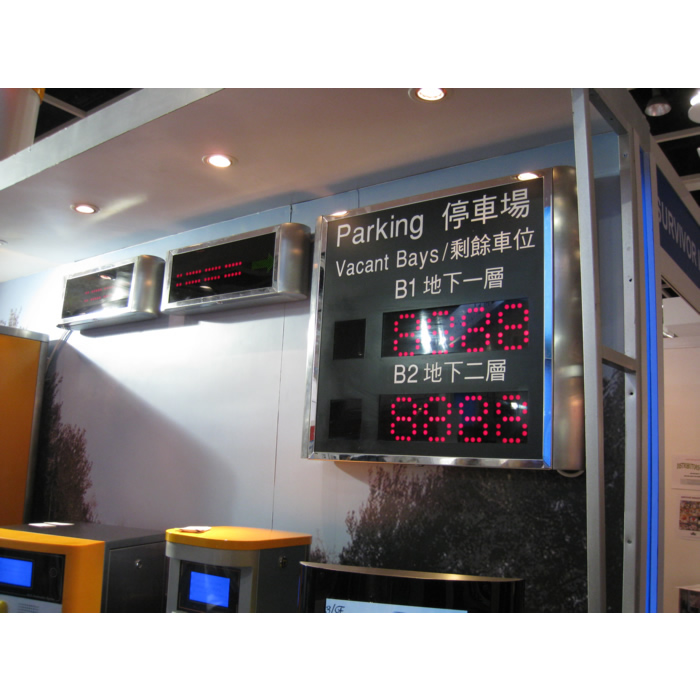 Parking 停車場
Vacant Bays/剩餘車位
B1 地下一層
8888
B2 地下二層
8888
SURVIVOR